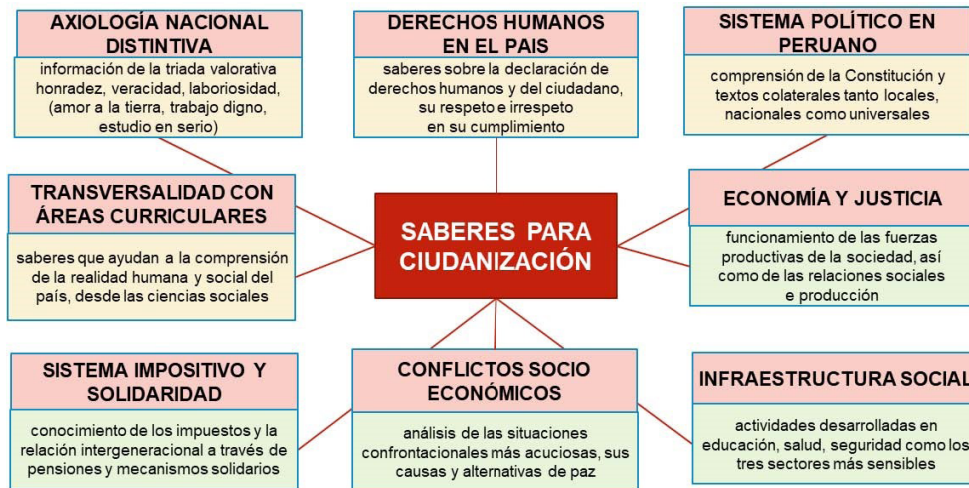 AXIOLOGÍA NACIONAL
DISTINTIVA
información de la triada valorativa
honradez, veracidad, laboriosidad,
(amor a la tierra, trabajo digno,
estudio en serio)
DERECHOS HUMANOS
EN EL PAIS
saberes sobre la declaración de
derechos humanos y del ciudadano,
su respeto e irrespeto
en su cumplimiento
SISTEMA POLÍTICO EN
PERUANO
comprensión de la Constitución y
textos colaterales tanto locales,
nacionales como universales
TRANSVERSALIDAD CON
ÁREAS CURRICULARES
saberes que ayudan a la comprensión
de la realidad humana y social del
país, desde las ciencias sociales
SABERES PARA
CIUDANIZACIÓN
ECONOMÍA Y JUSTICIA
funcionamiento de las fuerzas
productivas de la sociedad, así
como de las relaciones sociales
e producción
SISTEMA IMPOSITIVO Y
SOLIDARIDAD
conocimiento de los impuestos y la
relación intergeneracional a través de
pensiones y mecanismos solidarios
CONFLICTOS SOCIO
ECONÓMICOS
análisis de las situaciones
confrontacionales más acuciosas, sus
causas y alternativas de paz
INFRAESTRUCTURA SOCIAL
actividades desarrolladas en
educación, salud, seguridad como los
tres sectores más sensibles